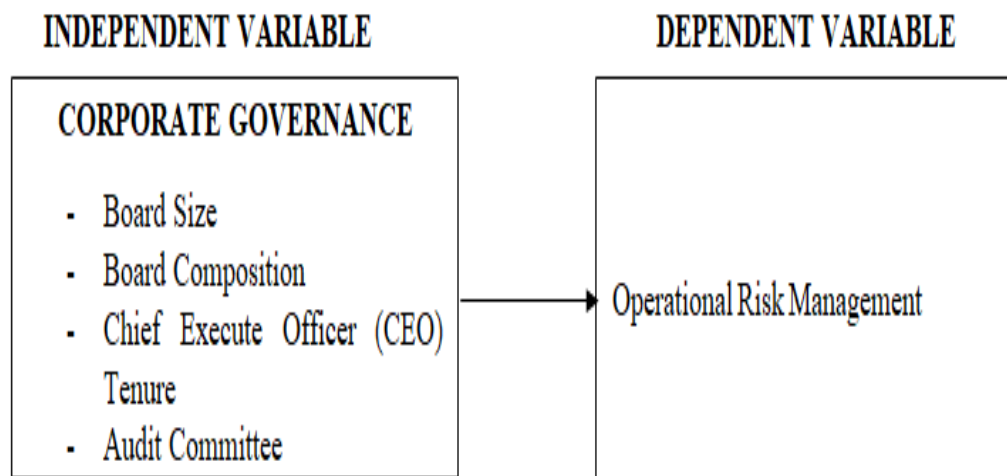 INDEPENDENT VARIABLE
DEPENDENT VARIABLE
CORPORATE GOVERNANCE
- Board Size
- Board Composition
- Chief Execute Officer (CEO)
Tenure
- Audit Committee
Operational Risk Management